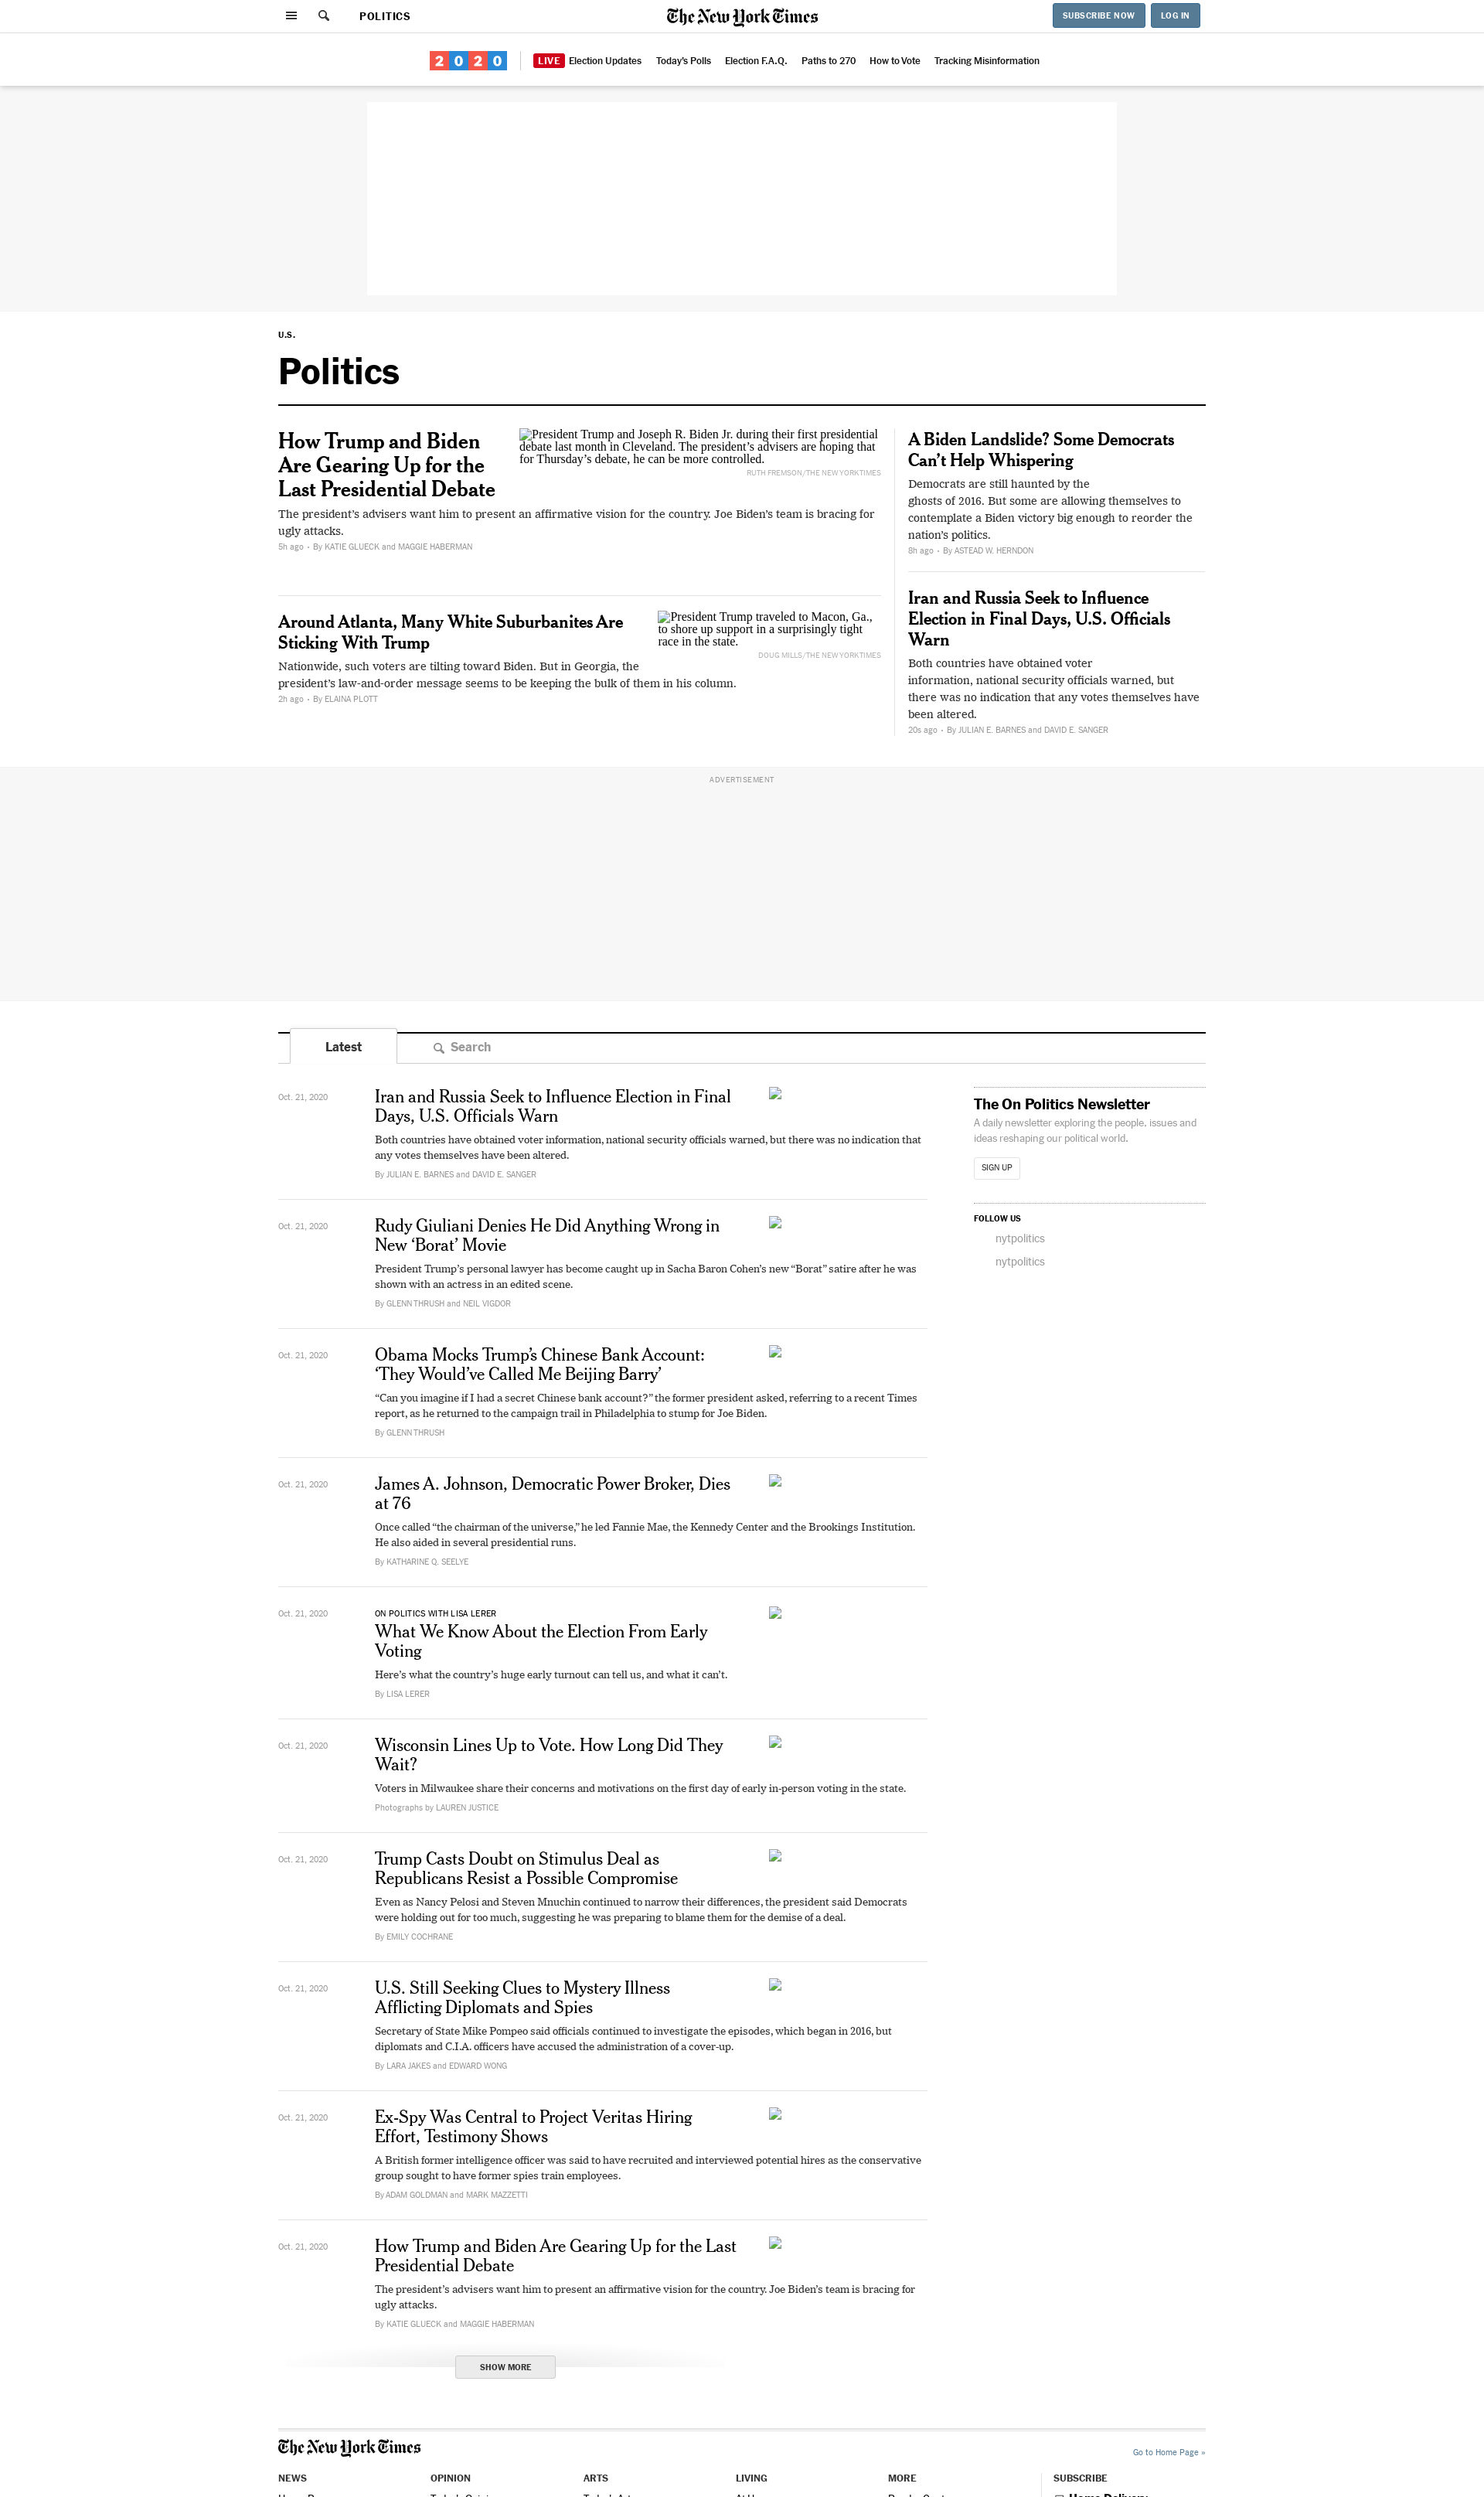 POLITICS
The New York Times
SUBSCRIBE NOW
LOG IN
2020
LIVE Election Updates
Today's Polls
Election F.A.Q.
Paths to 270
How to Vote
Tracking Misinformation
U.S.
Politics
How Trump and Biden
Are Gearing Up for the
Last Presidential Debate
President Trump and Joseph R. Biden Jr. during their first presidential
debate last month in Cleveland. The president's advisers are hoping that
for Thursday's debate, he can be more controlled.
RUTH FREMSON/THE NEW YORK TIMES
The president's advisers want him to present an affirmative vision for the country. Joe Biden's team is bracing for
ugly attacks.
5h ago • By KATIE GLUECK and MAGGIE HABERMAN
Around Atlanta, Many White Suburbanites Are
Sticking With Trump
President Trump traveled to Macon, Ga.,
to shore up support in a surprisingly tight
race in the state.
DOUG MILLS/THE NEW YORK TIMES
Nationwide, such voters are tilting toward Biden. But in Georgia, the
president's law-and-order message seems to be keeping the bulk of them in his column.
2h ago • By ELAINA PLOTT
A Biden Landslide? Some Democrats
Can't Help Whispering
Democrats are still haunted by the
ghosts of 2016. But some are allowing themselves to
contemplate a Biden victory big enough to reorder the
nation's politics.
8h ago • By ASTEAD W. HERNDON
Iran and Russia Seek to Influence
Election in Final Days, U.S. Officials
Warn
Both countries have obtained voter
information, national security officials warned, but
there was no indication that any votes themselves have
been altered.
20s ago • By JULIAN E. BARNES and DAVID E. SANGER
ADVERTISEMENT
Latest
Search
Oct. 21, 2020
Iran and Russia Seek to Influence Election in Final
Days, U.S. Officials Warn
Both countries have obtained voter information, national security officials warned, but there was no indication that
any votes themselves have been altered.
By JULIAN E. BARNES and DAVID E. SANGER
Oct. 21, 2020
Rudy Giuliani Denies He Did Anything Wrong in
New ‘Borat’ Movie
President Trump's personal lawyer has become caught up in Sacha Baron Cohen's new “Borat” satire after he was
shown with an actress in an edited scene.
By GLENN THRUSH and NEIL VIGDOR
Oct. 21, 2020
Obama Mocks Trump's Chinese Bank Account:
‘They Would've Called Me Beijing Barry’
“Can you imagine if I had a secret Chinese bank account?” the former president asked, referring to a recent Times
report, as he returned to the campaign trail in Philadelphia to stump for Joe Biden.
By GLENN THRUSH
Oct. 21, 2020
James A. Johnson, Democratic Power Broker, Dies
at 76
Once called “the chairman of the universe,” he led Fannie Mae, the Kennedy Center and the Brookings Institution.
He also aided in several presidential runs.
By KATHARINE Q. SEELYE
Oct. 21, 2020
ON POLITICS WITH LISA LERER
What We Know About the Election From Early
Voting
Here's what the country's huge early turnout can tell us, and what it can't.
By LISA LERER
Oct. 21, 2020
Wisconsin Lines Up to Vote. How Long Did They
Wait?
Voters in Milwaukee share their concerns and motivations on the first day of early in-person voting in the state.
Photographs by LAUREN JUSTICE
Oct. 21, 2020
Trump Casts Doubt on Stimulus Deal as
Republicans Resist a Possible Compromise
Even as Nancy Pelosi and Steven Mnuchin continued to narrow their differences, the president said Democrats
were holding out for too much, suggesting he was preparing to blame them for the demise of a deal.
By EMILY COCHRANE
Oct. 21, 2020
U.S. Still Seeking Clues to Mystery Illness
Afflicting Diplomats and Spies
Secretary of State Mike Pompeo said officials continued to investigate the episodes, which began in 2016, but
diplomats and C.I.A. officers have accused the administration of a cover-up.
By LARA JAKES and EDWARD WONG
Oct. 21, 2020
Ex-Spy Was Central to Project Veritas Hiring
Effort, Testimony Shows
A British former intelligence officer was said to have recruited and interviewed potential hires as the conservative
group sought to have former spies train employees.
By ADAM GOLDMAN and MARK MAZZETTI
Oct. 21, 2020
How Trump and Biden Are Gearing Up for the Last
Presidential Debate
The president's advisers want him to present an affirmative vision for the country. Joe Biden's team is bracing for
ugly attacks.
By KATIE GLUECK and MAGGIE HABERMAN
SHOW MORE
The On Politics Newsletter
A daily newsletter exploring the people, issues and
ideas reshaping our political world.
SIGN UP
FOLLOW US
nytpolitics
nytpolitics
The New York Times
Go to Home Page »
NEWS
OPINION
ARTS
LIVING
MORE
SUBSCRIBE